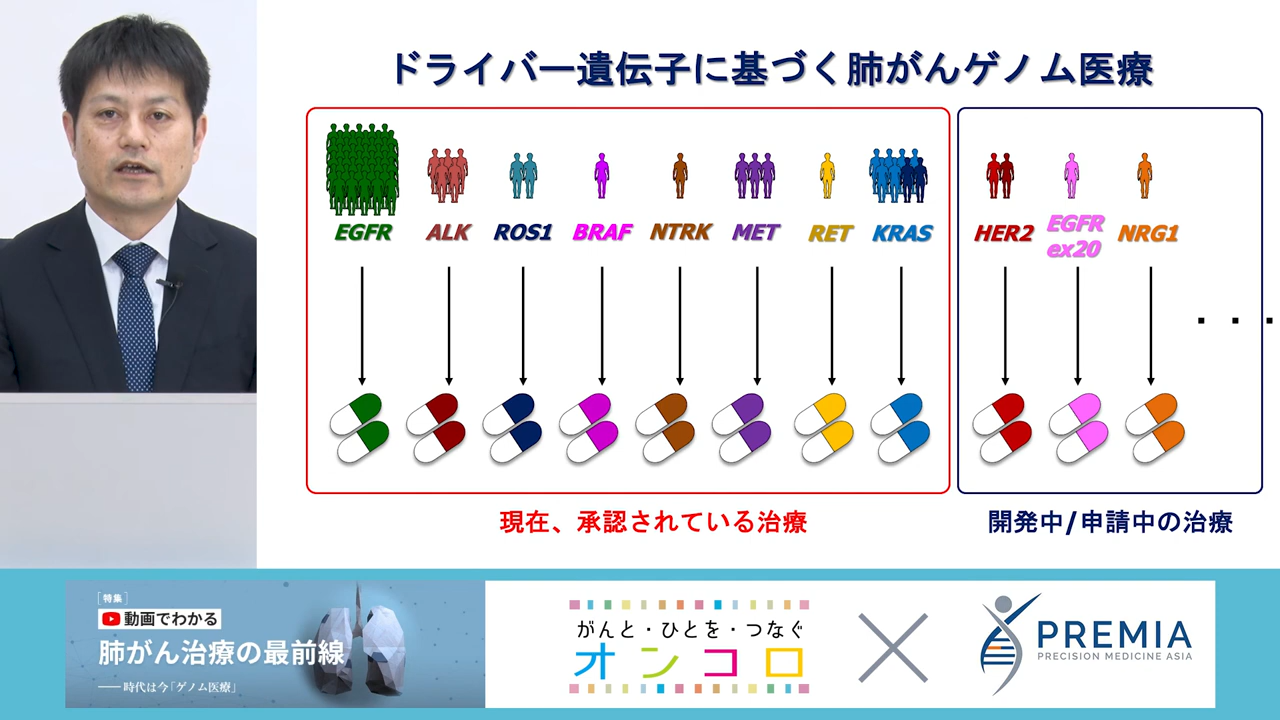 ドライバー遺伝子に基づく肺がんゲノム医療
EGFR ALK ROS1 BRAF NTRK MET RET KRAS
HER2 EGFR ex20 NRG1
・・・
現在、承認されている治療
開発中/申請中の治療
[特集]
動画でわかる
肺がん治療の最前線
── 時代は今「ゲノム医療」
がんと・ひとを・つなぐ
オンコロ
PREMIA
PRECISION MEDICINE ASIA